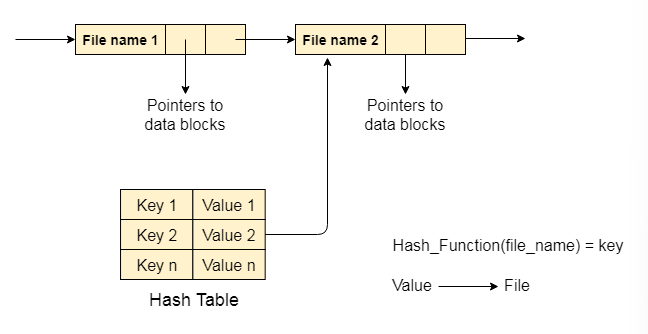 File name 1
File name 2
Pointers to
data blocks
Pointers to
data blocks
Key 1 Value 1
Key 2 Value 2
Key n Value n
Hash Table
Hash_Function(file_name) = key
Value File